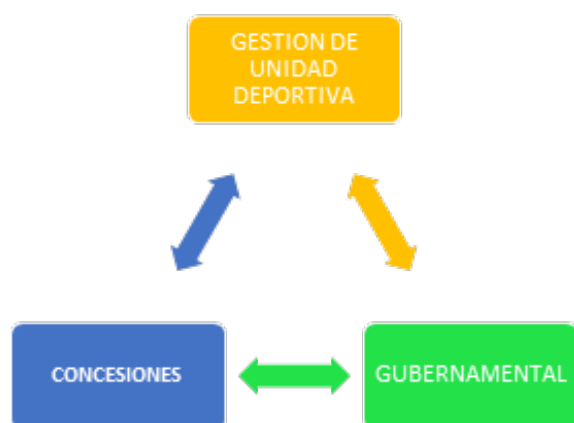 GESTION DE
UNIDAD
DEPORTIVA
CONCESIONES
GUBERNAMENTAL